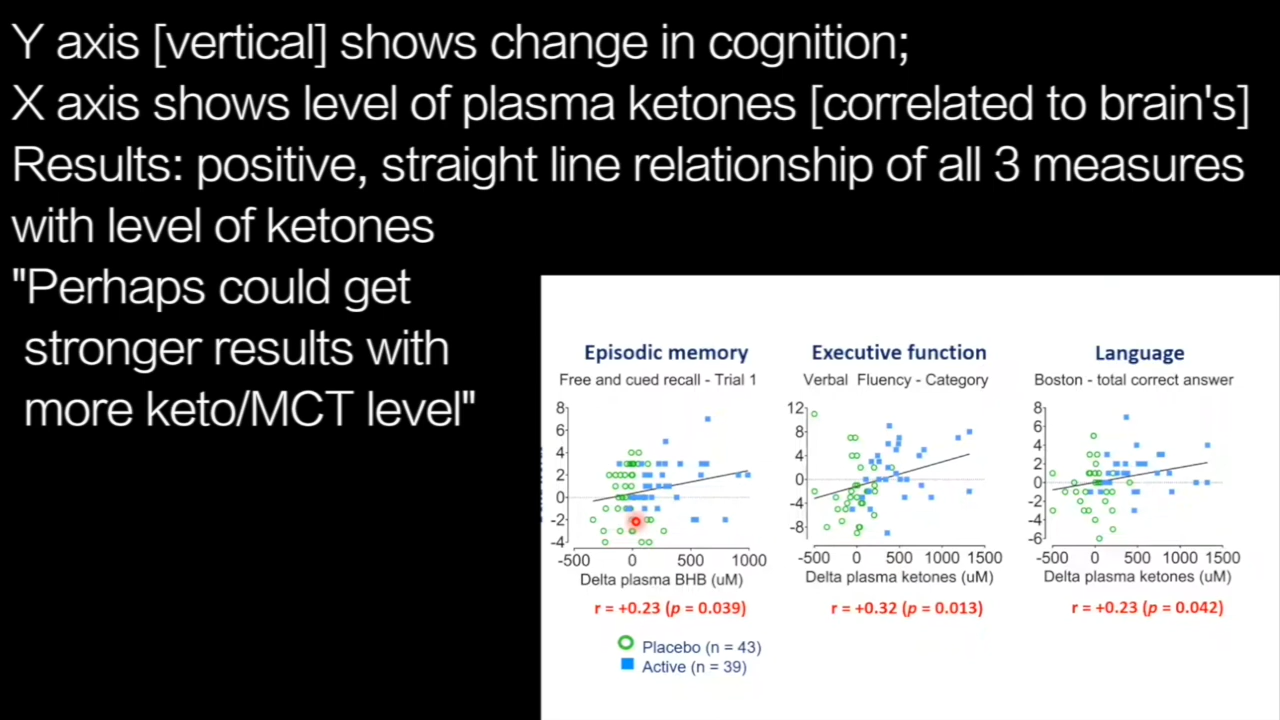 Y axis [vertical] shows change in cognition;
X axis shows level of plasma ketones [correlated to brain's]
Results: positive, straight line relationship of all 3 measures
with level of ketones
"Perhaps could get
stronger results with
more keto/MCT level"
Episodic memory
Free and cued recall - Trial 1
8
6
4
2
0
-2
-4
-500 0 500 1000
Delta plasma BHB (uM)
r = +0.23 (p = 0.039)
Executive function
Verbal Fluency - Category
12
8
4
0
-4
-8
-500 0 500 1000 1500
Delta plasma ketones (uM)
r = +0.32 (p = 0.013)
Language
Boston - total correct answer
8
6
4
2
0
-2
-4
-6
-500 0 500 1000 1500
Delta plasma ketones (uM)
r = +0.23 (p = 0.042)
Placebo (n = 43)
Active (n = 39)